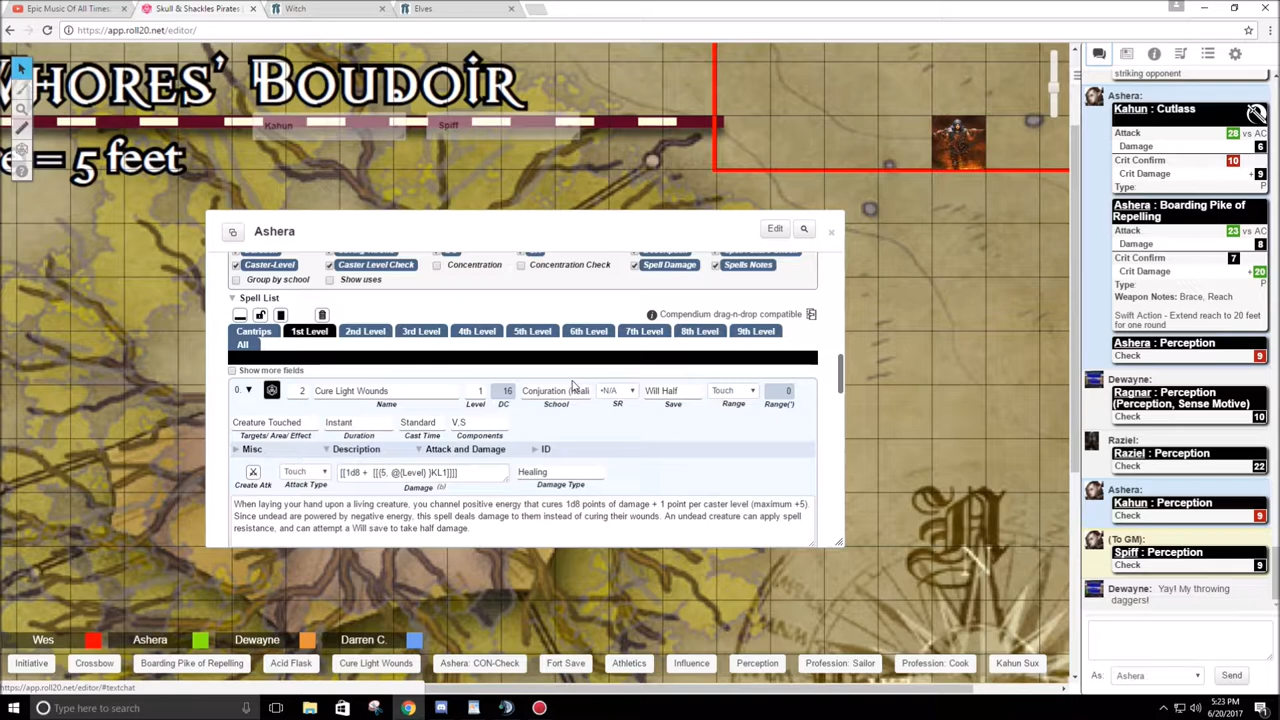 Epic Music Of All Times
Skull & Shackles Pirates |
Witch
Elves
https://app.roll20.net/editor/
Whores' Boudoir
Kahun
Spiff
= 5 feet
Ashera
Edit
Caster-Level
Caster Level Check
Concentration
Concentration Check
Spell Damage
Spells Notes
Group by school
Show uses
Spell List
Compendium drag-n-drop compatible
Cantrips
1st Level
2nd Level
3rd Level
4th Level
5th Level
6th Level
7th Level
8th Level
9th Level
All
Show more fields
0.
2
Cure Light Wounds
1
16
Conjuration (Heali
-N/A
Will Half
Touch
0
Name
Level
DC
School
SR
Save
Range
Range(')
Creature Touched
Instant
Standard
V,S
Targets/ Area/ Effect
Duration
Cast Time
Components
Misc
Description
Attack and Damage
ID
Touch
[[1d8 + [[{5, @{Level} }KL1]]]]
Healing
Create Atk
Attack Type
Damage
Damage Type
When laying your hand upon a living creature, you channel positive energy that cures 1d8 points of damage + 1 point per caster level (maximum +5).
Since undead are powered by negative energy, this spell deals damage to them instead of curing their wounds. An undead creature can apply spell
resistance, and can attempt a Will save to take half damage.
striking opponent
Ashera:
Kahun : Cutlass
Attack 28 vs AC
Damage 6
Crit Confirm 10
Crit Damage + 9
Type: P
Ashera : Boarding Pike of
Repelling
Attack 23 vs AC
Damage 8
Crit Confirm 7
Crit Damage + 20
Type: P
Weapon Notes: Brace, Reach
Swift Action - Extend reach to 20 feet
for one round
Ashera : Perception
Check 9
Dewayne:
Ragnar :
(Perception, Sense Motive)
Check 10
Raziel:
Raziel : Perception
Check 22
Ashera:
Kahun : Perception
Check 9
(To GM):
Spiff : Perception
Check 9
Dewayne: Yay! My throwing
daggers!
As: Ashera
Send
Wes
Ashera
Dewayne
Darren C.
Initiative
Crossbow
Boarding Pike of Repelling
Acid Flask
Cure Light Wounds
Ashera: CON-Check
Fort Save
Athletics
Influence
Perception
Profession: Sailor
Profession: Cook
Kahun Sux
https://app.roll20.net/editor/#textchat
Type here to search
5:23 PM
6/20/2017